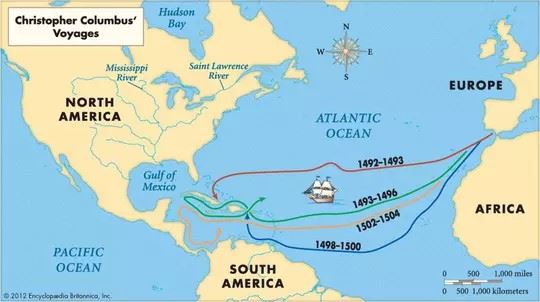 Christopher Columbus'
Voyages
Hudson
Bay
N
W
E
S
Mississippi
River
Saint Lawrence
River
EUROPE
NORTH
AMERICA
ATLANTIC
OCEAN
1492–1493
Gulf of
Mexico
1493–1496
1502–1504
AFRICA
1498–1500
PACIFIC
OCEAN
SOUTH
AMERICA
0 500 1,000 miles
0 500 1,000 kilometers
© 2012 Encyclopædia Britannica, Inc.